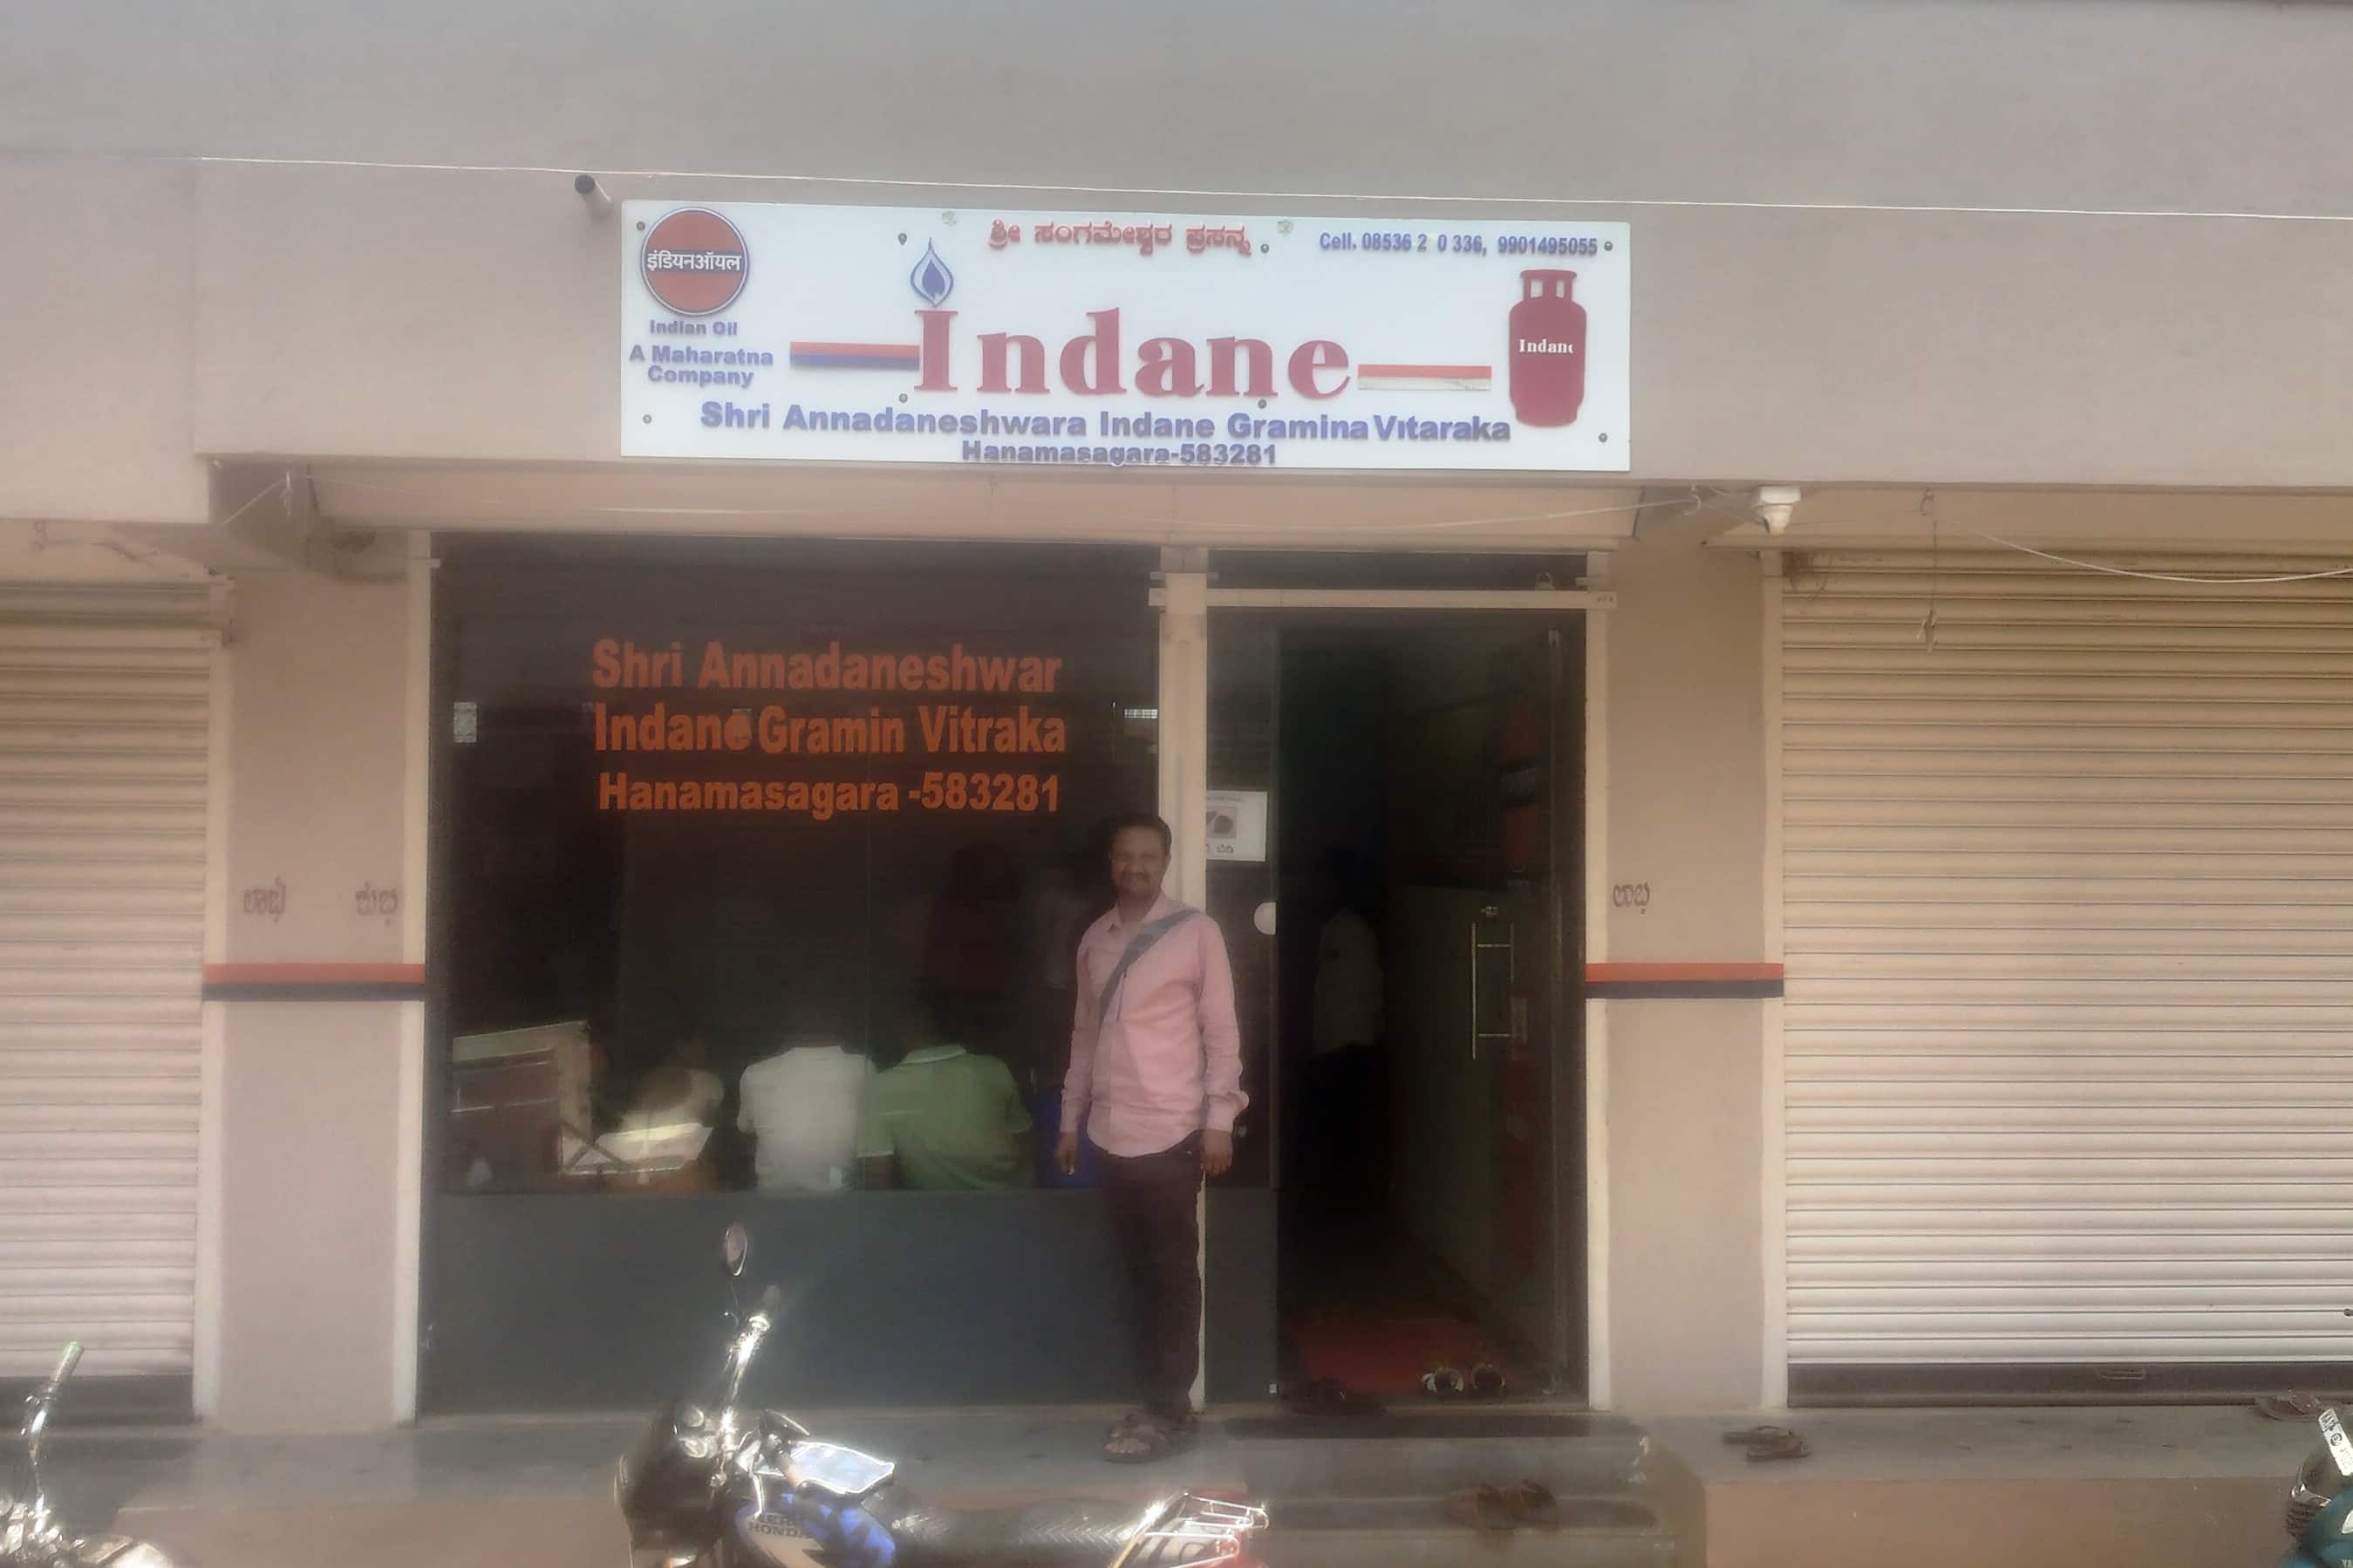 ಶ್ರೀ ಸಂಗಮೇಶ್ವರ ಪ್ರಸನ್ನ
Cell. 08536 2 0 336, 9901495055
इंडियनऑयल
Indian Oil
A Maharatna
Company
Indane
Indane
Shri Annadaneshwara Indane Gramina Vitaraka
Hanamasagara-583281
Shri Annadaneshwar
Indane Gramin Vitraka
Hanamasagara -583281
ಲಾಭ ಶುಭ
ಲಾಭ
HONDA